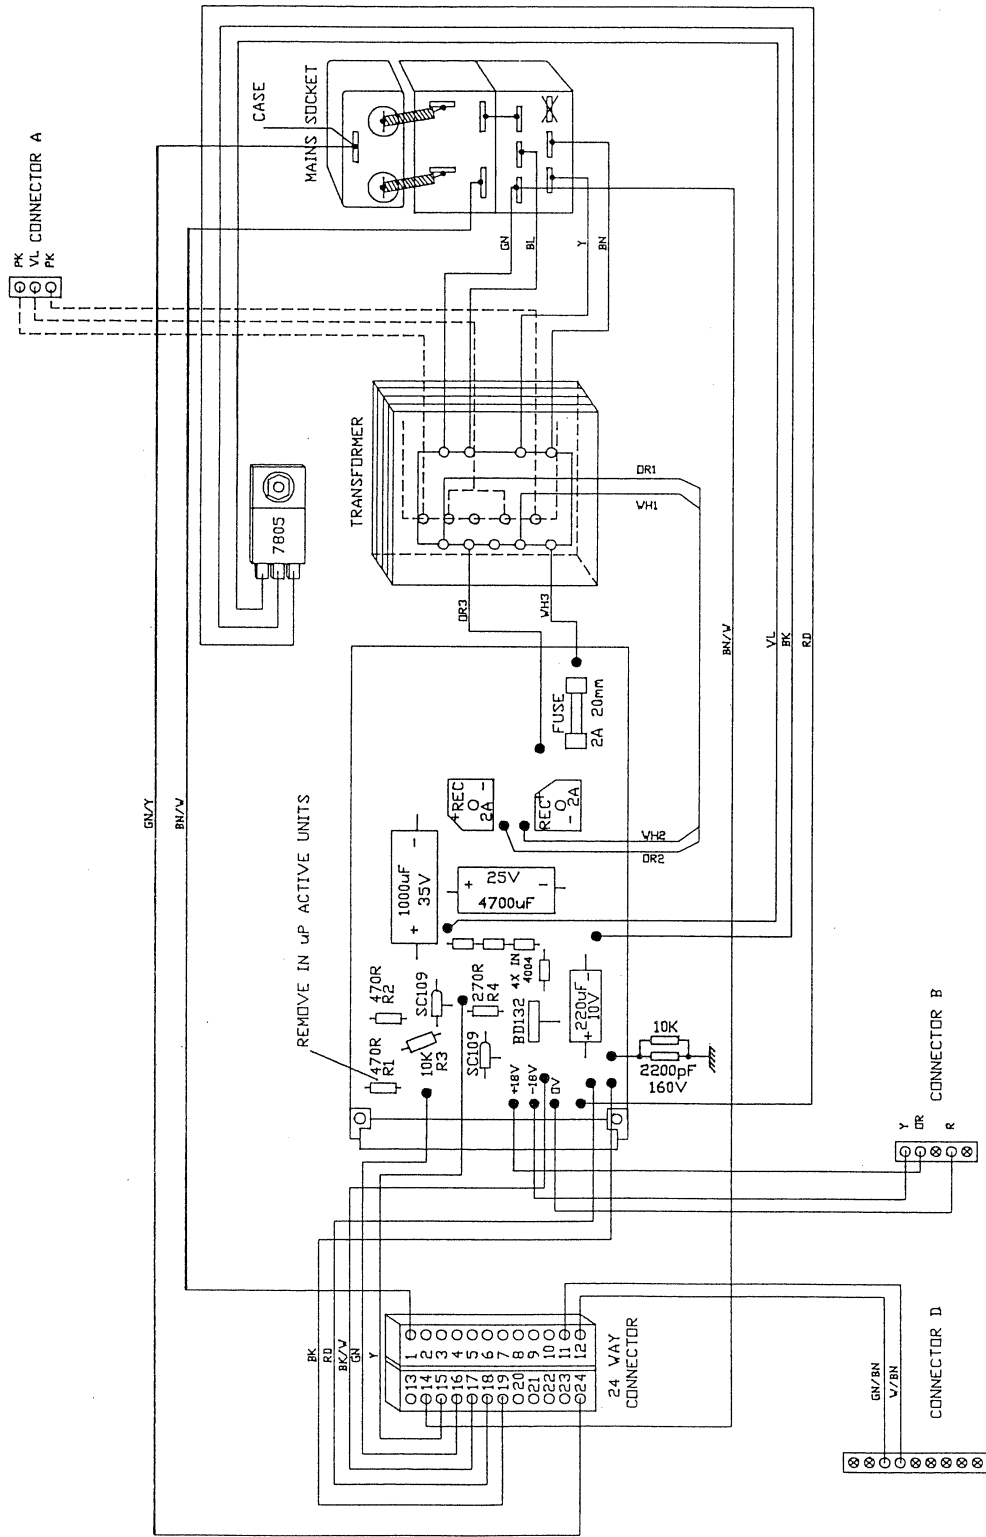 PK
VL CONNECTOR A
PK
CASE
MAINS SOCKET
GN
BL
Y
BN
7805
TRANSFORMER
OR1
WH1
OR3
WH3
GN/Y
BN/W
BN/W
VL
BK
RD
FUSE
2A 20mm
+REC
2A -
REC+
- 2A
WH2
OR2
REMOVE IN uP ACTIVE UNITS
1000uF
35V
+ -
25V
4700uF
+ -
470R
R1
470R
R2
10K
R3
SC109
SC109
270R
R4
4X IN
4004
BD132
220uF
10V
+ -
10K
2200pF
160V
+18V
-18V
0V
Y
OR
R
CONNECTOR B
BK
RD
BK/W
GN
Y
1
2
3
4
5
6
7
8
9
10
11
12
13
14
15
16
17
18
19
20
21
22
23
24
24 WAY
CONNECTOR
GN/BN
W/BN
CONNECTOR D